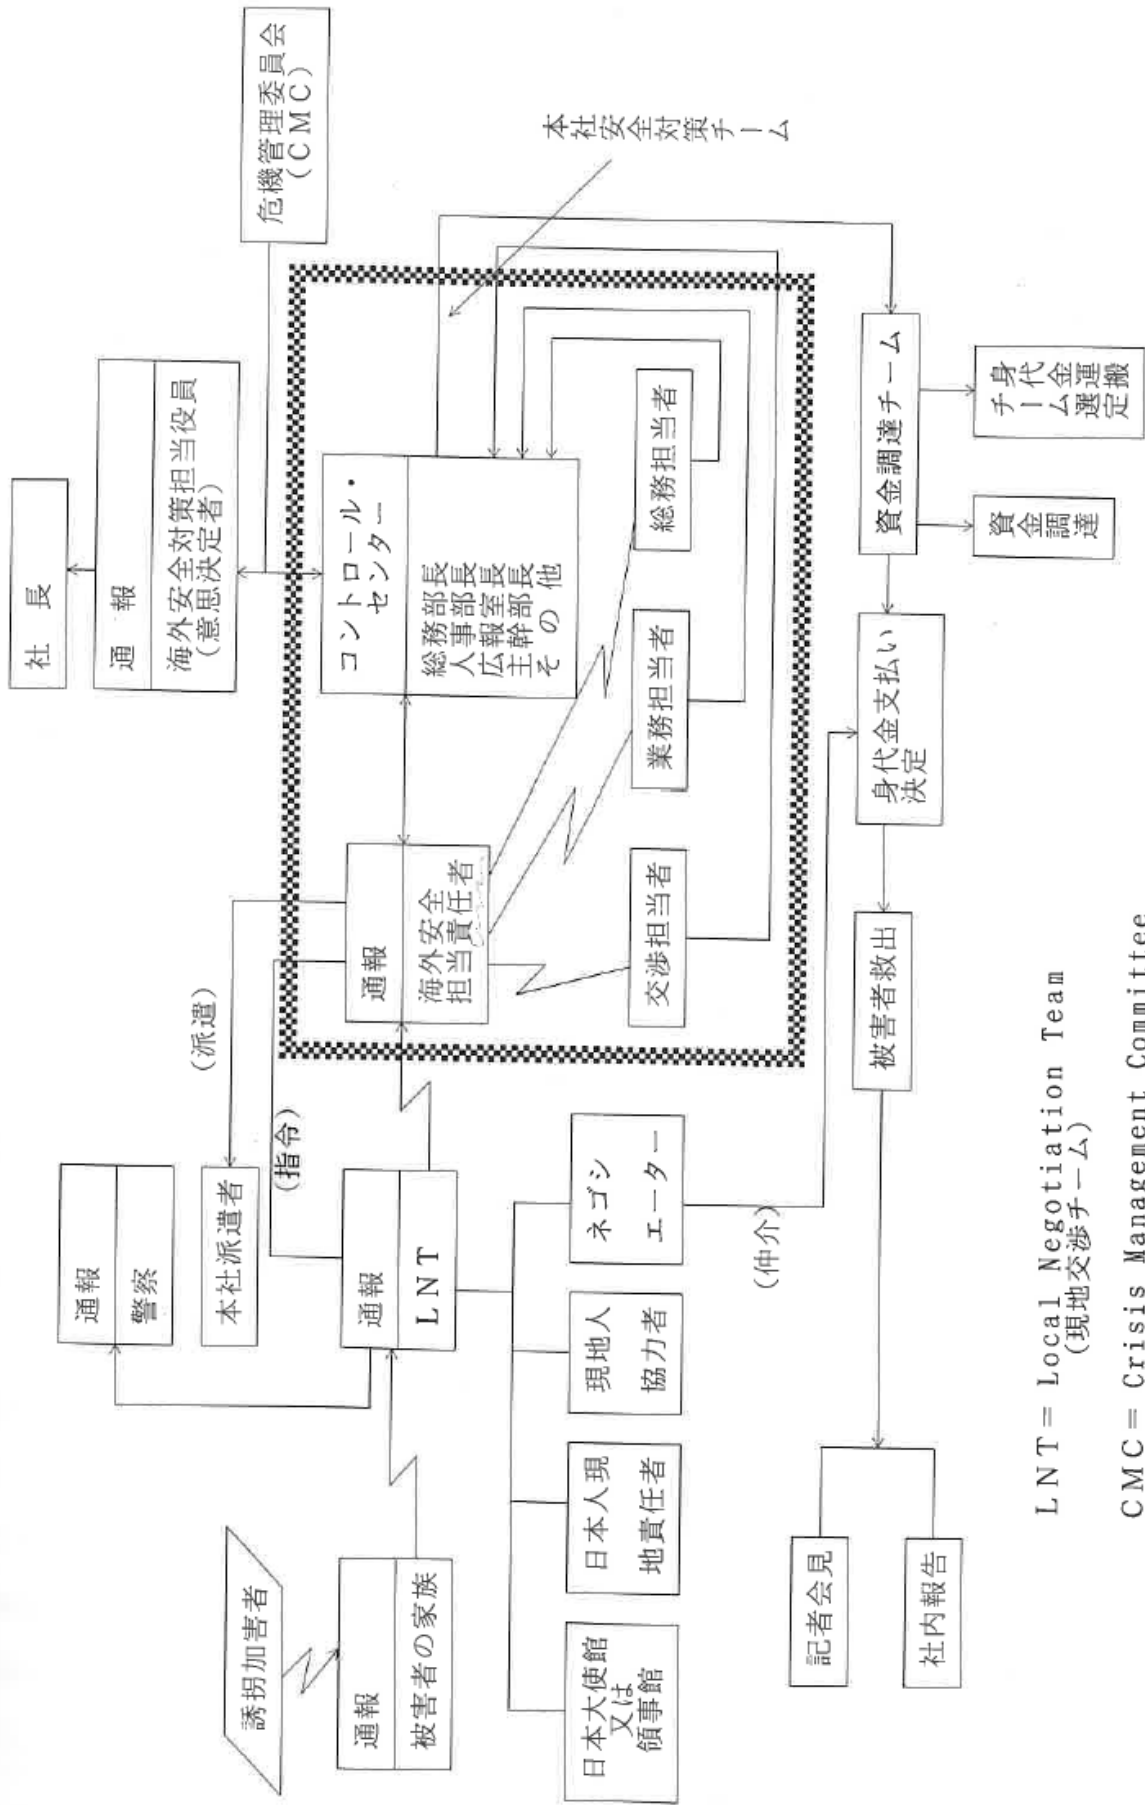 社長
通報
海外安全対策担当役員
(意思決定者)
危機管理委員会
(CMC)
(派遣)
(指令)
通報
警察
本社派遣者
誘拐加害者
通報
被害者の家族
通報
LNT
通報
海外安全
担当責任者
コントロール・
センター
総務部長
人事部長
広報室長
主幹部長
その他
本社安全対策チーム
日本大使館
又は
領事館
日本人現
地責任者
現地人
協力者
ネゴシ
エーター
(仲介)
交渉担当者
業務担当者
総務担当者
記者会見
社内報告
被害者救出
身代金支払い
決定
資金調達チーム
資金調達
身代金運搬
チーム選定
LNT = Local Negotiation Team
(現地交渉チーム)
CMC = Crisis Management Committee